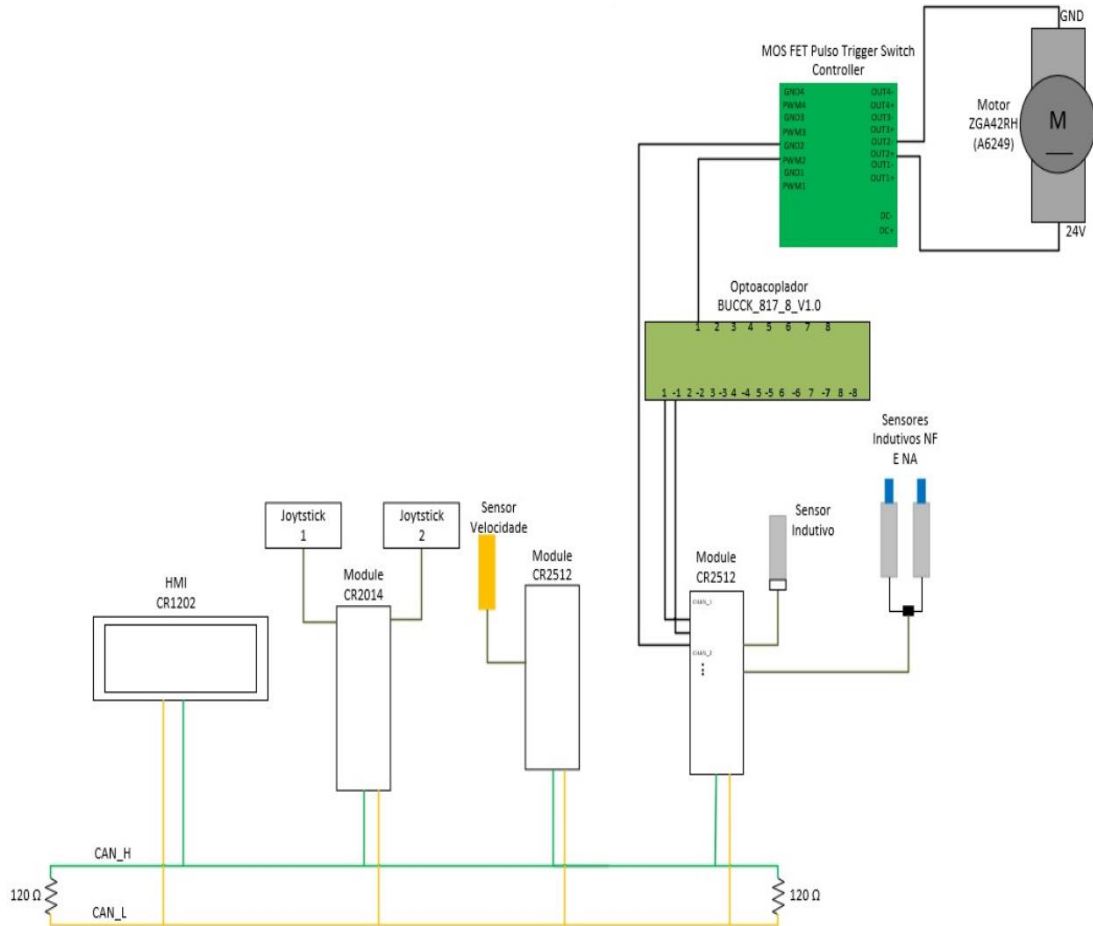 GND
MOS FET Pulso Trigger Switch
Controller
GND4
PWM4
GND3
PWM3
GND2
PWM2
GND1
PWM1
OUT4-
OUT4+
OUT3-
OUT3+
OUT2-
OUT2+
OUT1-
OUT1+
DC-
DC+
Motor
ZGA42RH
(A6249)
M
24V
Optoacoplador
BUCCK_817_8_V1.0
1 2 3 4 5 6 7 8
1 -1 2 -2 3 -3 4 -4 5 -5 6 -6 7 -7 8 -8
Sensores
Indutivos NF
E NA
Sensor
Indutivo
Joytstick
1
Joytstick
2
Sensor
Velocidade
Module
CR2512
Module
CR2512
CHAN_1
CHAN_2
HMI
CR1202
Module
CR2014
CAN_H
120 Ω
120 Ω
CAN_L